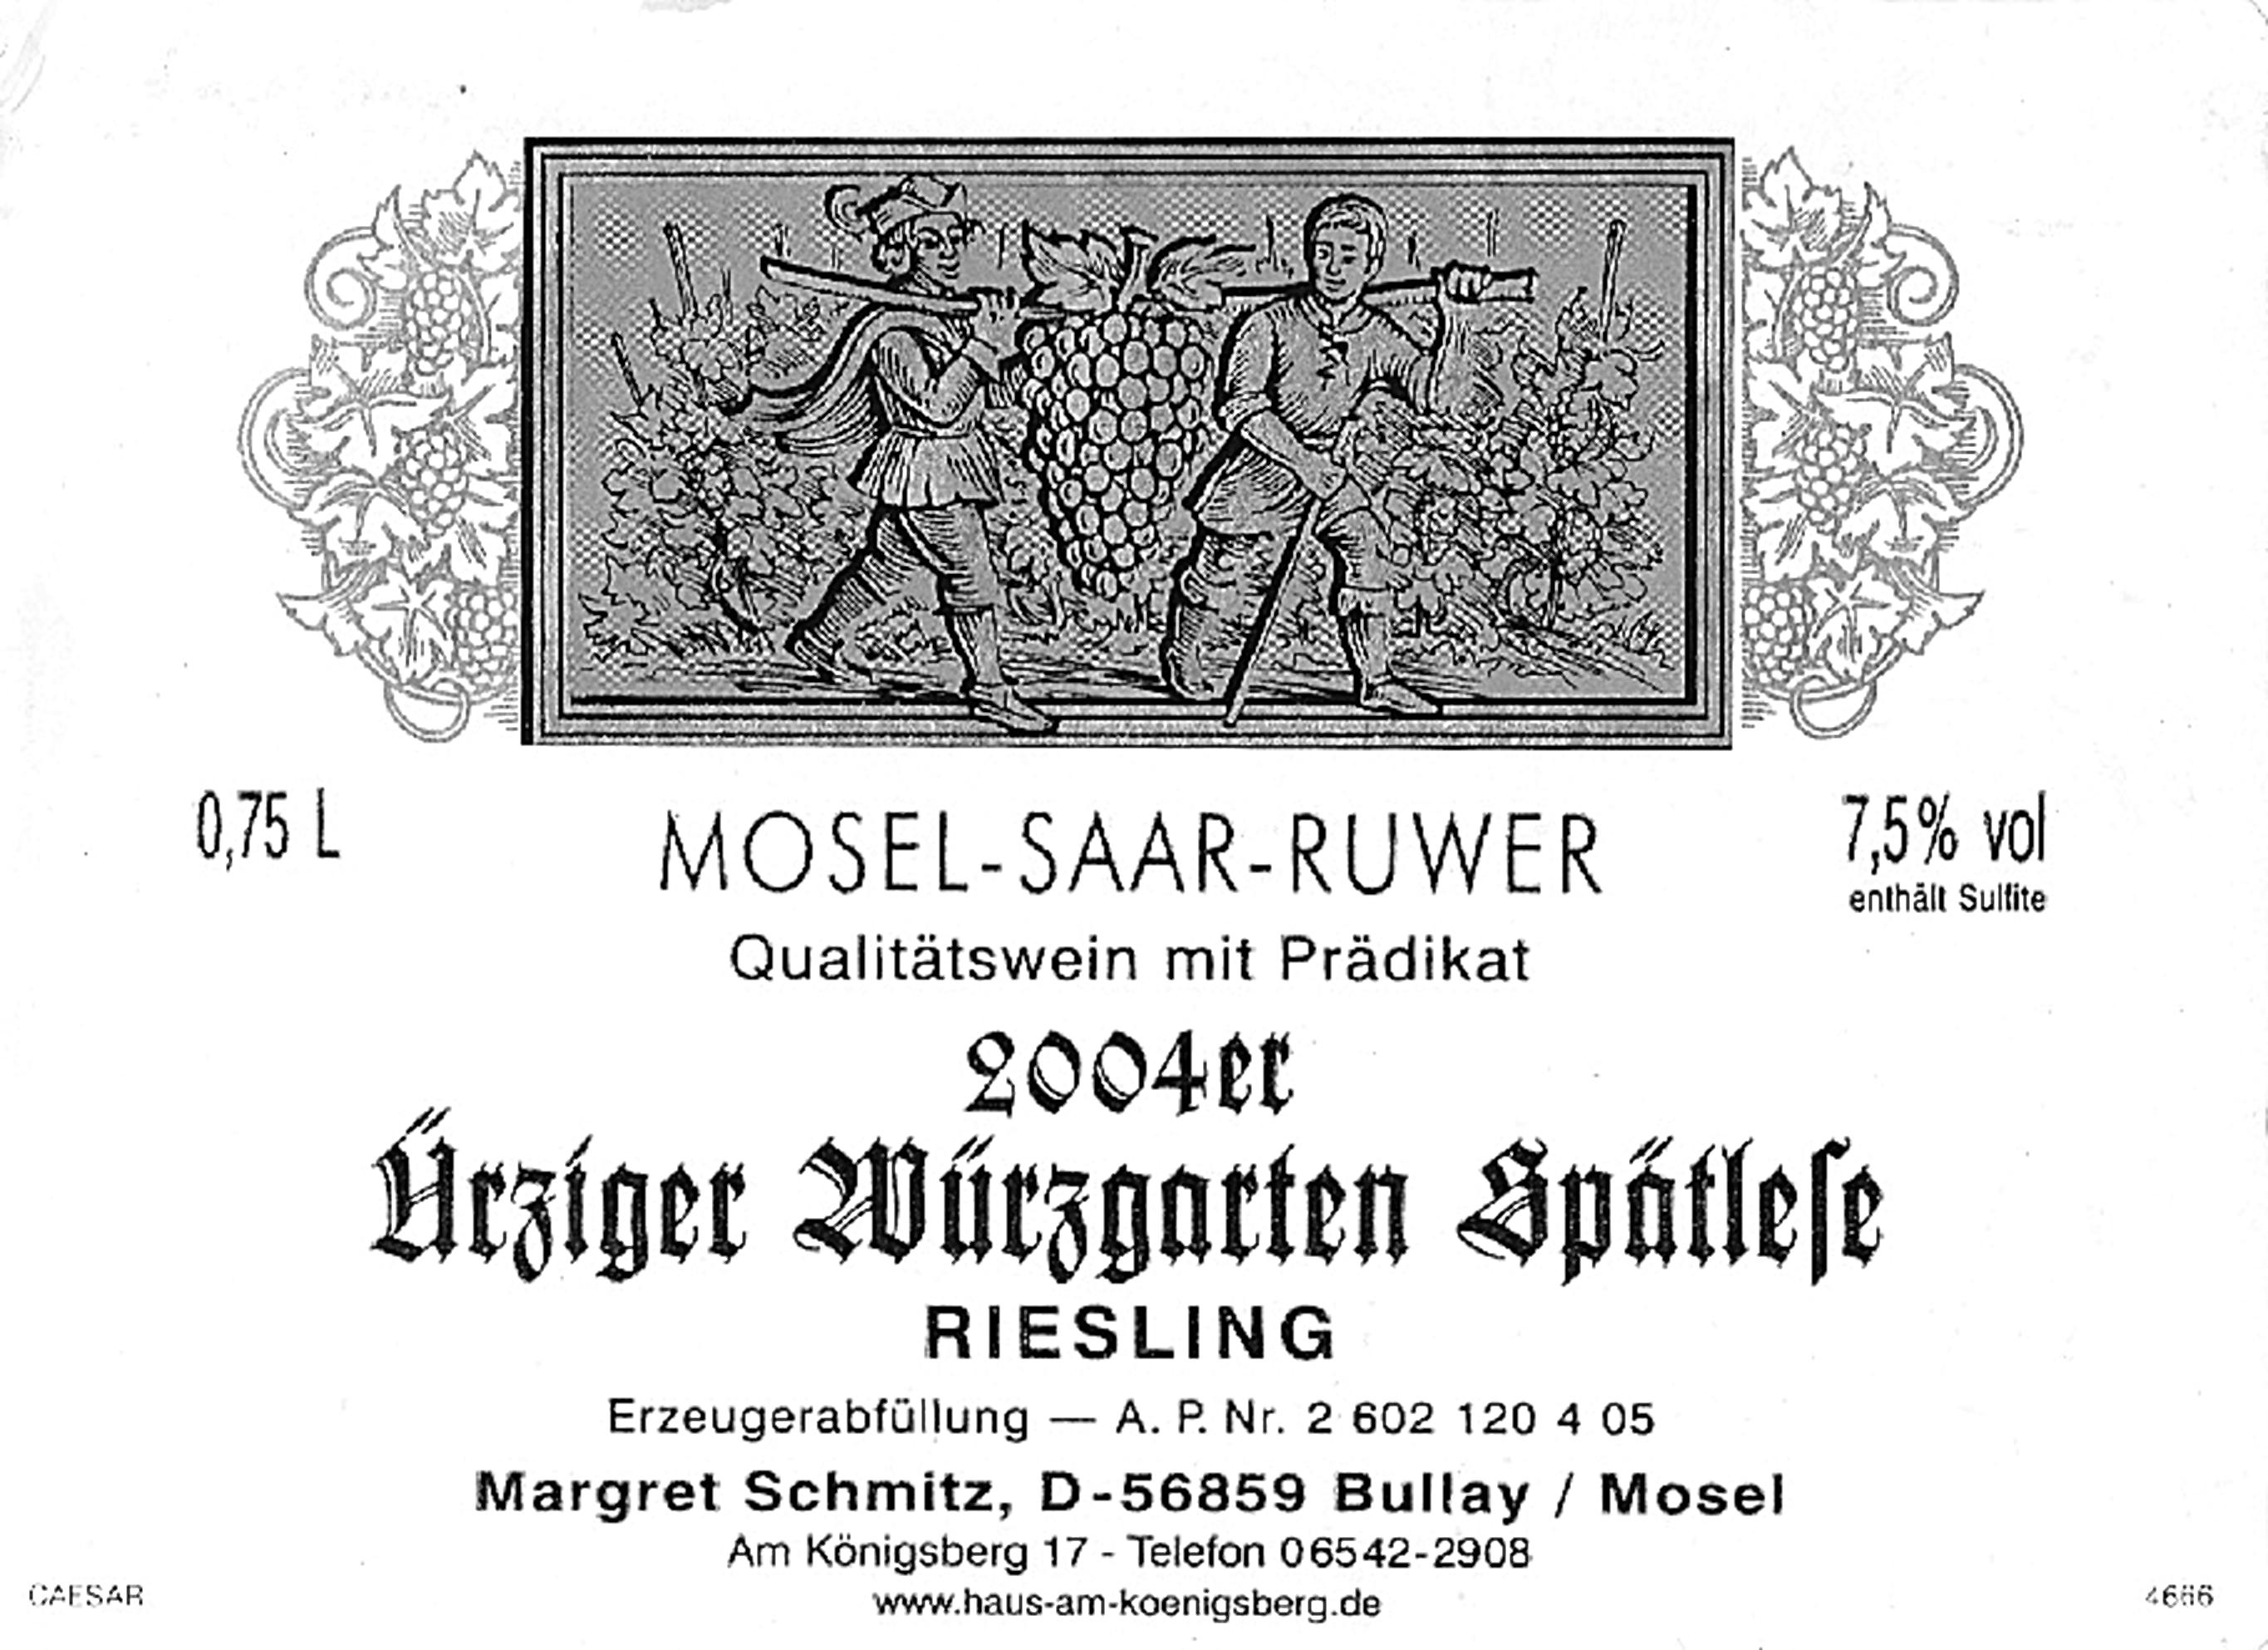 0,75 L
MOSEL-SAAR-RUWER
7,5% vol
enthält Sulfite
Qualitätswein mit Prädikat
2004er
Ürziger Würzgarten Spätleſe
RIESLING
Erzeugerabfüllung — A. P. Nr. 2 602 120 4 05
Margret Schmitz, D-56859 Bullay / Mosel
Am Königsberg 17 - Telefon 06542-2908
www.haus-am-koenigsberg.de
CAESAR